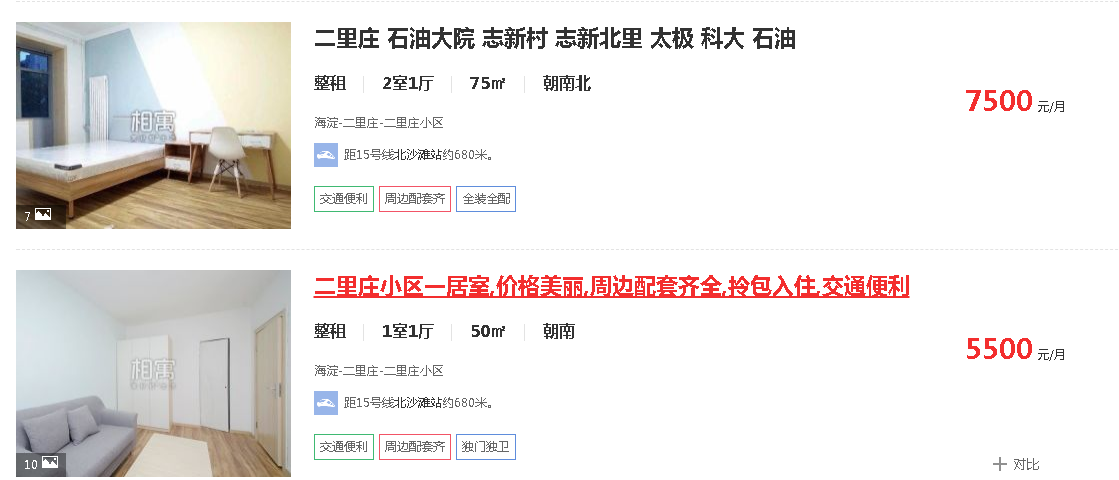 二里庄 石油大院 志新村 志新北里 太极 科大 石油
整租 2室1厅 75㎡ 朝南北
7500 元/月
海淀-二里庄-二里庄小区
距15号线北沙滩站约680米。
交通便利 周边配套齐 全装全配
相寓
7
二里庄小区一居室,价格美丽,周边配套齐全,拎包入住,交通便利
整租 1室1厅 50㎡ 朝南
5500 元/月
海淀-二里庄-二里庄小区
距15号线北沙滩站约680米。
交通便利 周边配套齐 独门独卫
相寓
10
对比